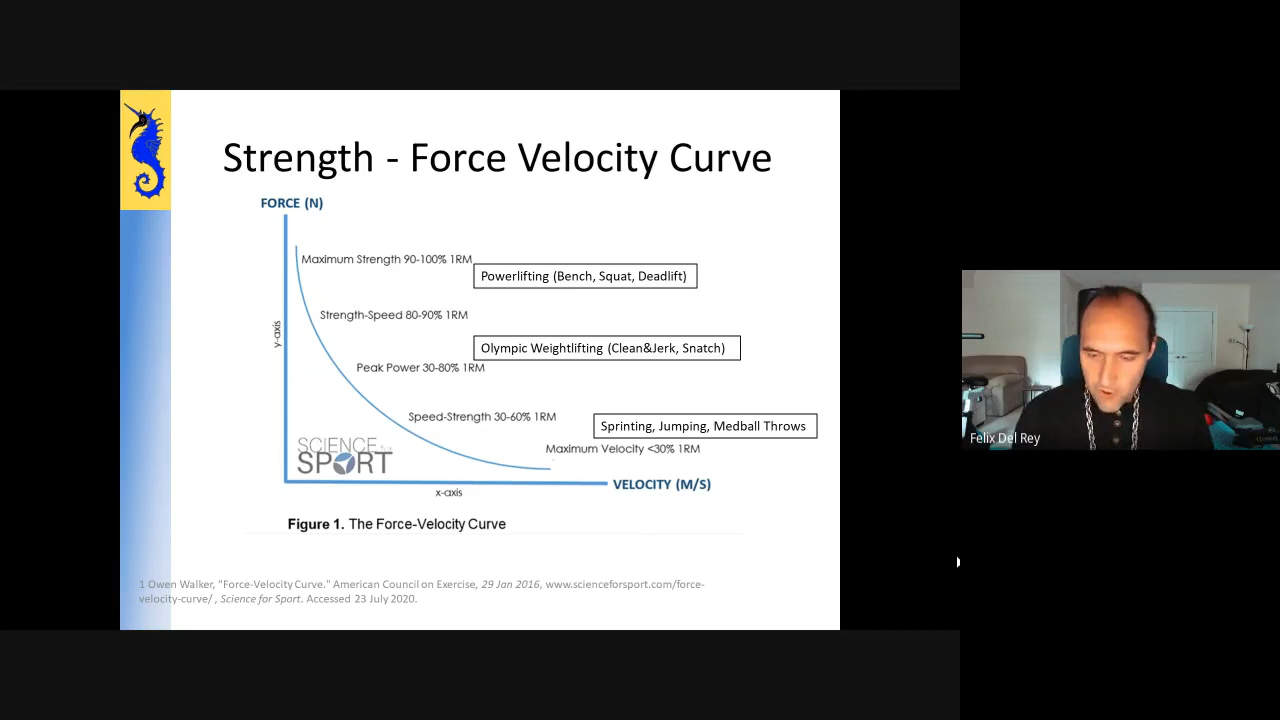 Strength - Force Velocity Curve
FORCE (N)
Maximum Strength 90-100% 1RM
Powerlifting (Bench, Squat, Deadlift)
Strength-Speed 80-90% 1RM
y-axis
Olympic Weightlifting (Clean&Jerk, Snatch)
Peak Power 30-80% 1RM
Speed-Strength 30-60% 1RM
Sprinting, Jumping, Medball Throws
SCIENCE for
SPORT
Maximum Velocity <30% 1RM
VELOCITY (M/S)
x-axis
Figure 1. The Force-Velocity Curve
1 Owen Walker, "Force-Velocity Curve." American Council on Exercise, 29 Jan 2016, www.scienceforsport.com/force-
velocity-curve/ , Science for Sport. Accessed 23 July 2020.
Felix Del Rey